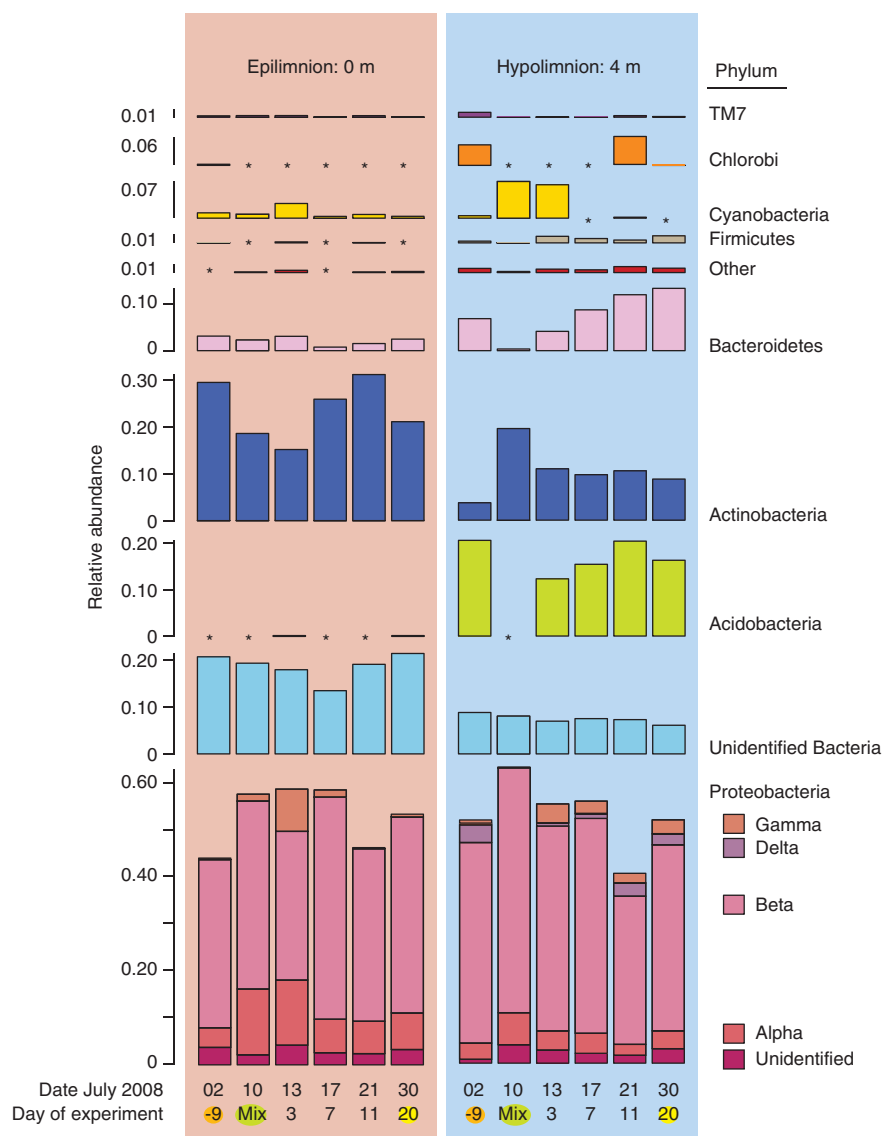 Epilimnion: 0 m
Hypolimnion: 4 m
Phylum
0.01
TM7
0.06
* * * * *
* * *
Chlorobi
0.07
* *
Cyanobacteria
0.01
* * *
Firmicutes
0.01
* *
Other
0.10
0
Bacteroidetes
0.30
0.20
0.10
0
Actinobacteria
0.20
0.10
0
* * * *
*
Acidobacteria
0.20
0.10
0
Unidentified Bacteria
Relative abundance
0.60
0.40
0.20
0
Proteobacteria
Gamma
Delta
Beta
Alpha
Unidentified
Date July 2008 02 10 13 17 21 30 02 10 13 17 21 30
Day of experiment -9 Mix 3 7 11 20 -9 Mix 3 7 11 20